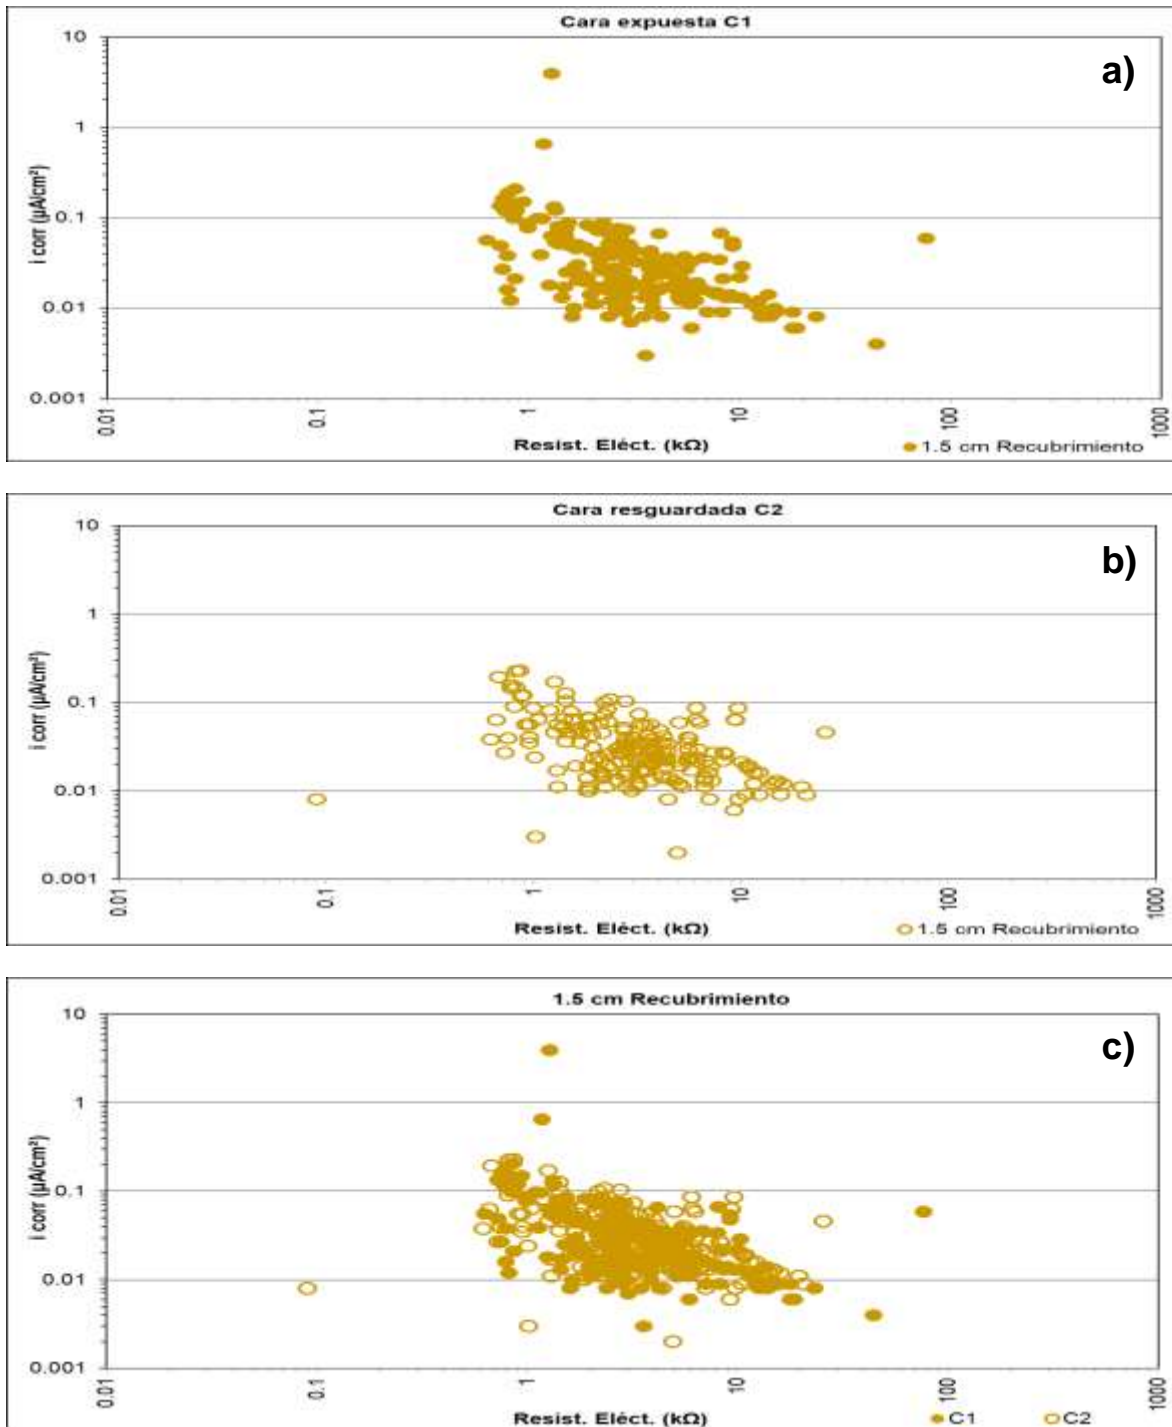 Cara expuesta C1
a)
10
1
0.1
0.01
0.001
i corr (µA/cm²)
0.01
0.1
1
10
100
1000
Resist. Eléct. (kΩ)
1.5 cm Recubrimiento
Cara resguardada C2
b)
10
1
0.1
0.01
0.001
i corr (µA/cm²)
0.01
0.1
1
10
100
1000
Resist. Eléct. (kΩ)
1.5 cm Recubrimiento
1.5 cm Recubrimiento
c)
10
1
0.1
0.01
0.001
i corr (µA/cm²)
0.01
0.1
1
10
100
1000
Resist. Eléct. (kΩ)
C1
C2